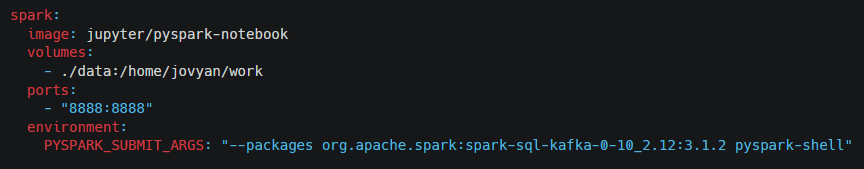 spark:
  image: jupyter/pyspark-notebook
  volumes:
    - ./data:/home/jovyan/work
  ports:
    - "8888:8888"
  environment:
    PYSPARK_SUBMIT_ARGS: "--packages org.apache.spark:spark-sql-kafka-0-10_2.12:3.1.2 pyspark-shell"